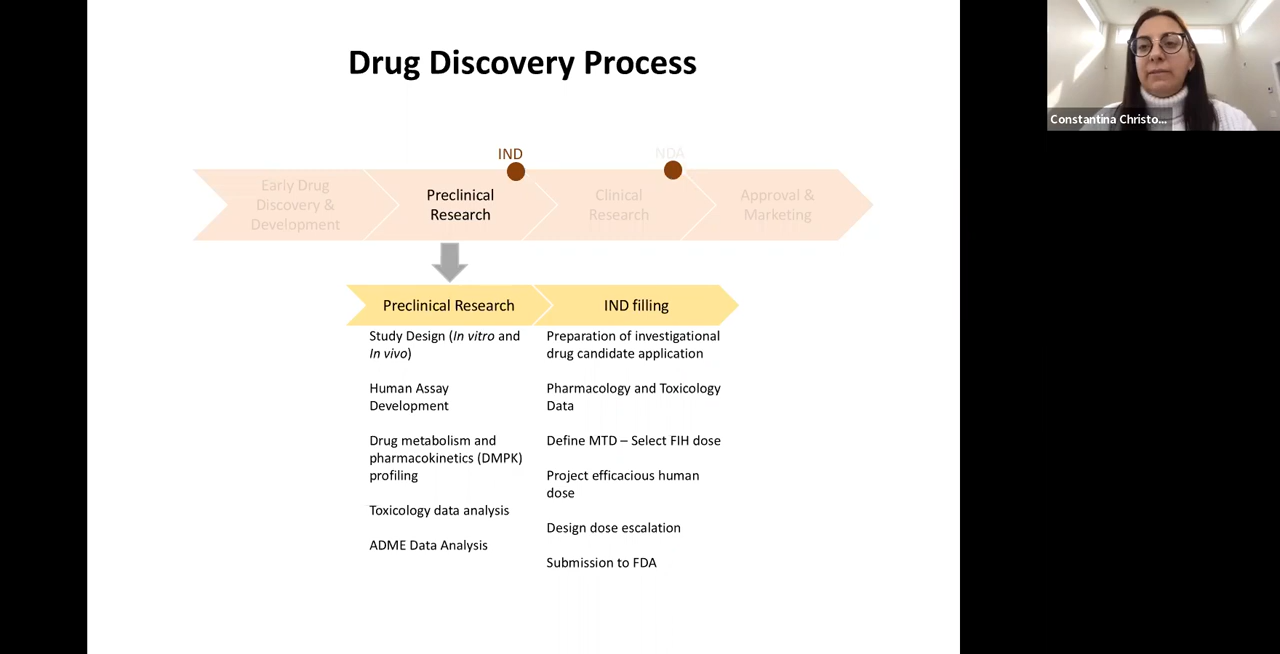 Drug Discovery Process
Constantina Christo...
IND
NDA
Early Drug
Discovery &
Development
Preclinical
Research
Clinical
Research
Approval &
Marketing
Preclinical Research
IND filling
Study Design (In vitro and
In vivo)
Human Assay
Development
Drug metabolism and
pharmacokinetics (DMPK)
profiling
Toxicology data analysis
ADME Data Analysis
Preparation of investigational
drug candidate application
Pharmacology and Toxicology
Data
Define MTD – Select FIH dose
Project efficacious human
dose
Design dose escalation
Submission to FDA